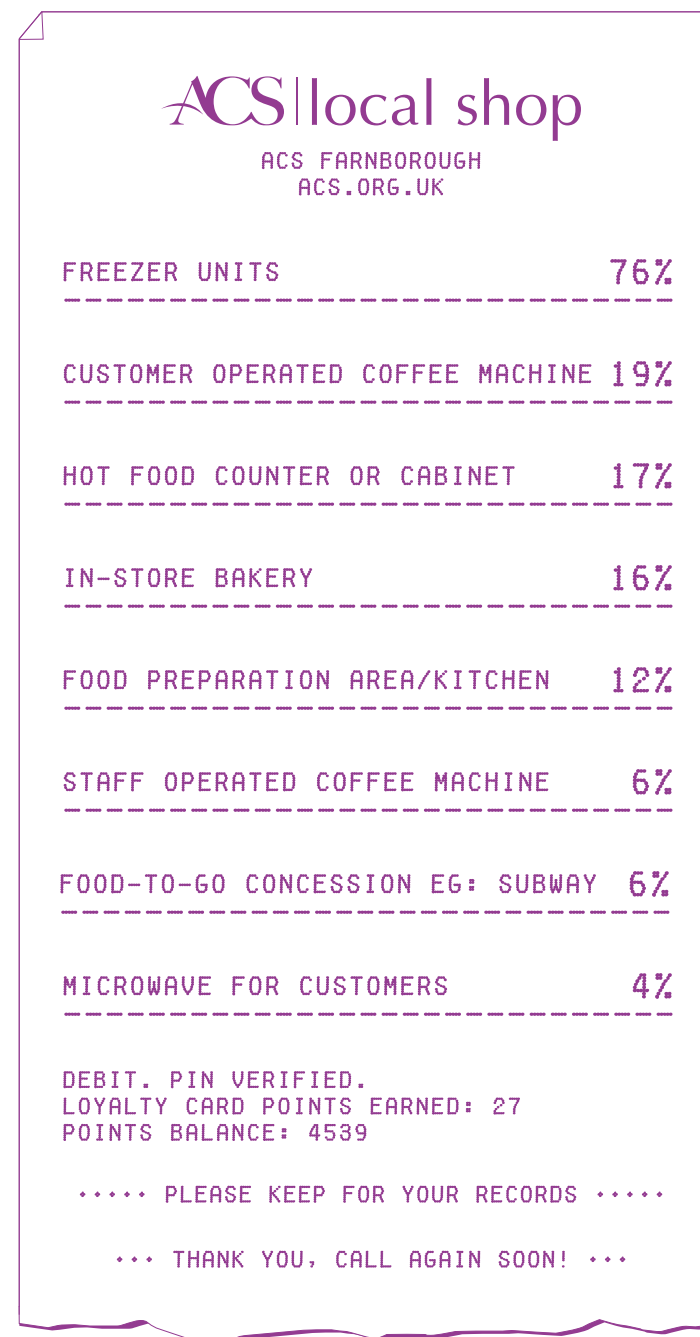 ACS local shop
ACS FARNBOROUGH
ACS.ORG.UK
FREEZER UNITS 76%
CUSTOMER OPERATED COFFEE MACHINE 19%
HOT FOOD COUNTER OR CABINET 17%
IN-STORE BAKERY 16%
FOOD PREPARATION AREA/KITCHEN 12%
STAFF OPERATED COFFEE MACHINE 6%
FOOD-TO-GO CONCESSION EG: SUBWAY 6%
MICROWAVE FOR CUSTOMERS 4%
DEBIT. PIN VERIFIED.
LOYALTY CARD POINTS EARNED: 27
POINTS BALANCE: 4539
····· PLEASE KEEP FOR YOUR RECORDS ·····
··· THANK YOU, CALL AGAIN SOON! ···